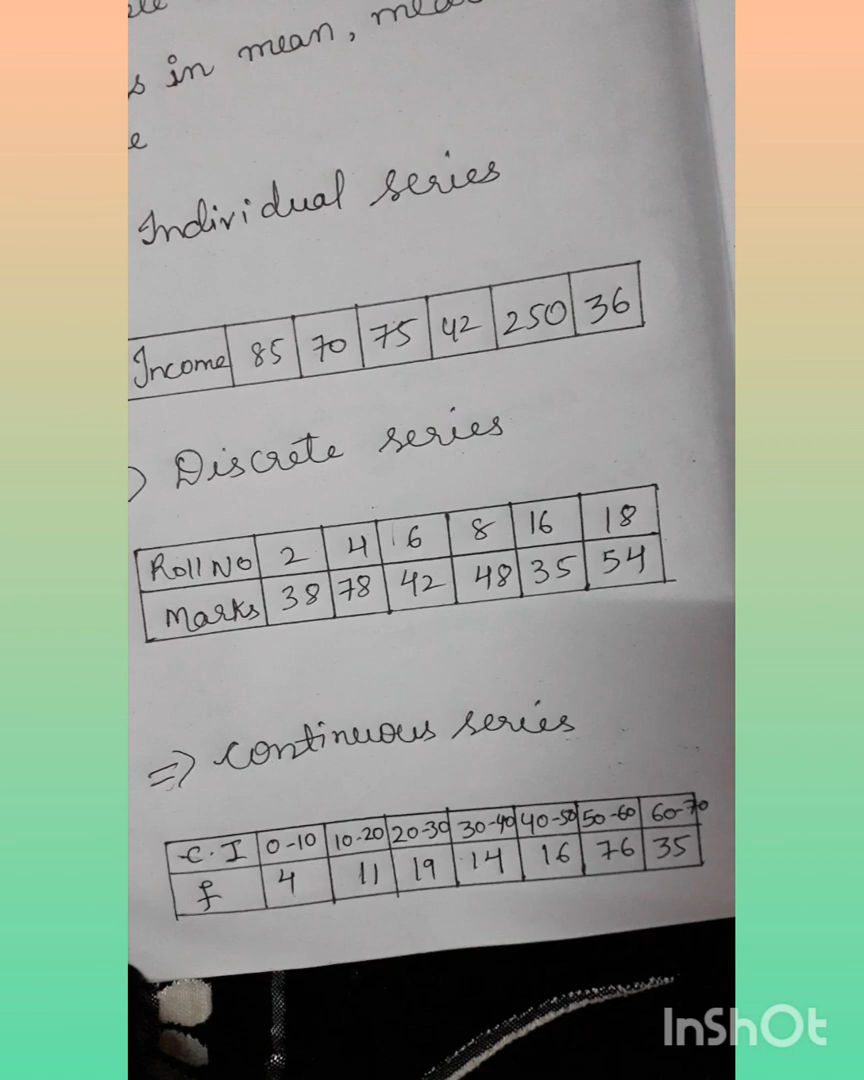 s in mean,
e
Individual series
Income 85 70 75 42 250 36
) Discrete series
Roll No 2 4 6 8 16 18
Marks 38 78 42 48 35 54
=> continuous series
C.I 0-10 10-20 20-30 30-40 40-50 50-60 60-70
f 4 11 19 14 16 76 35
InShOt